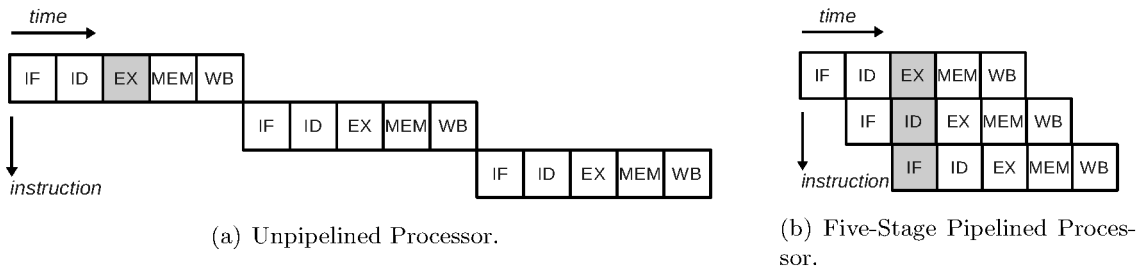 time
IF ID EX MEM WB
IF ID EX MEM WB
IF ID EX MEM WB
instruction
(a) Unpipelined Processor.
time
IF ID EX MEM WB
IF ID EX MEM WB
IF ID EX MEM WB
instruction
(b) Five-Stage Pipelined Proces-
sor.